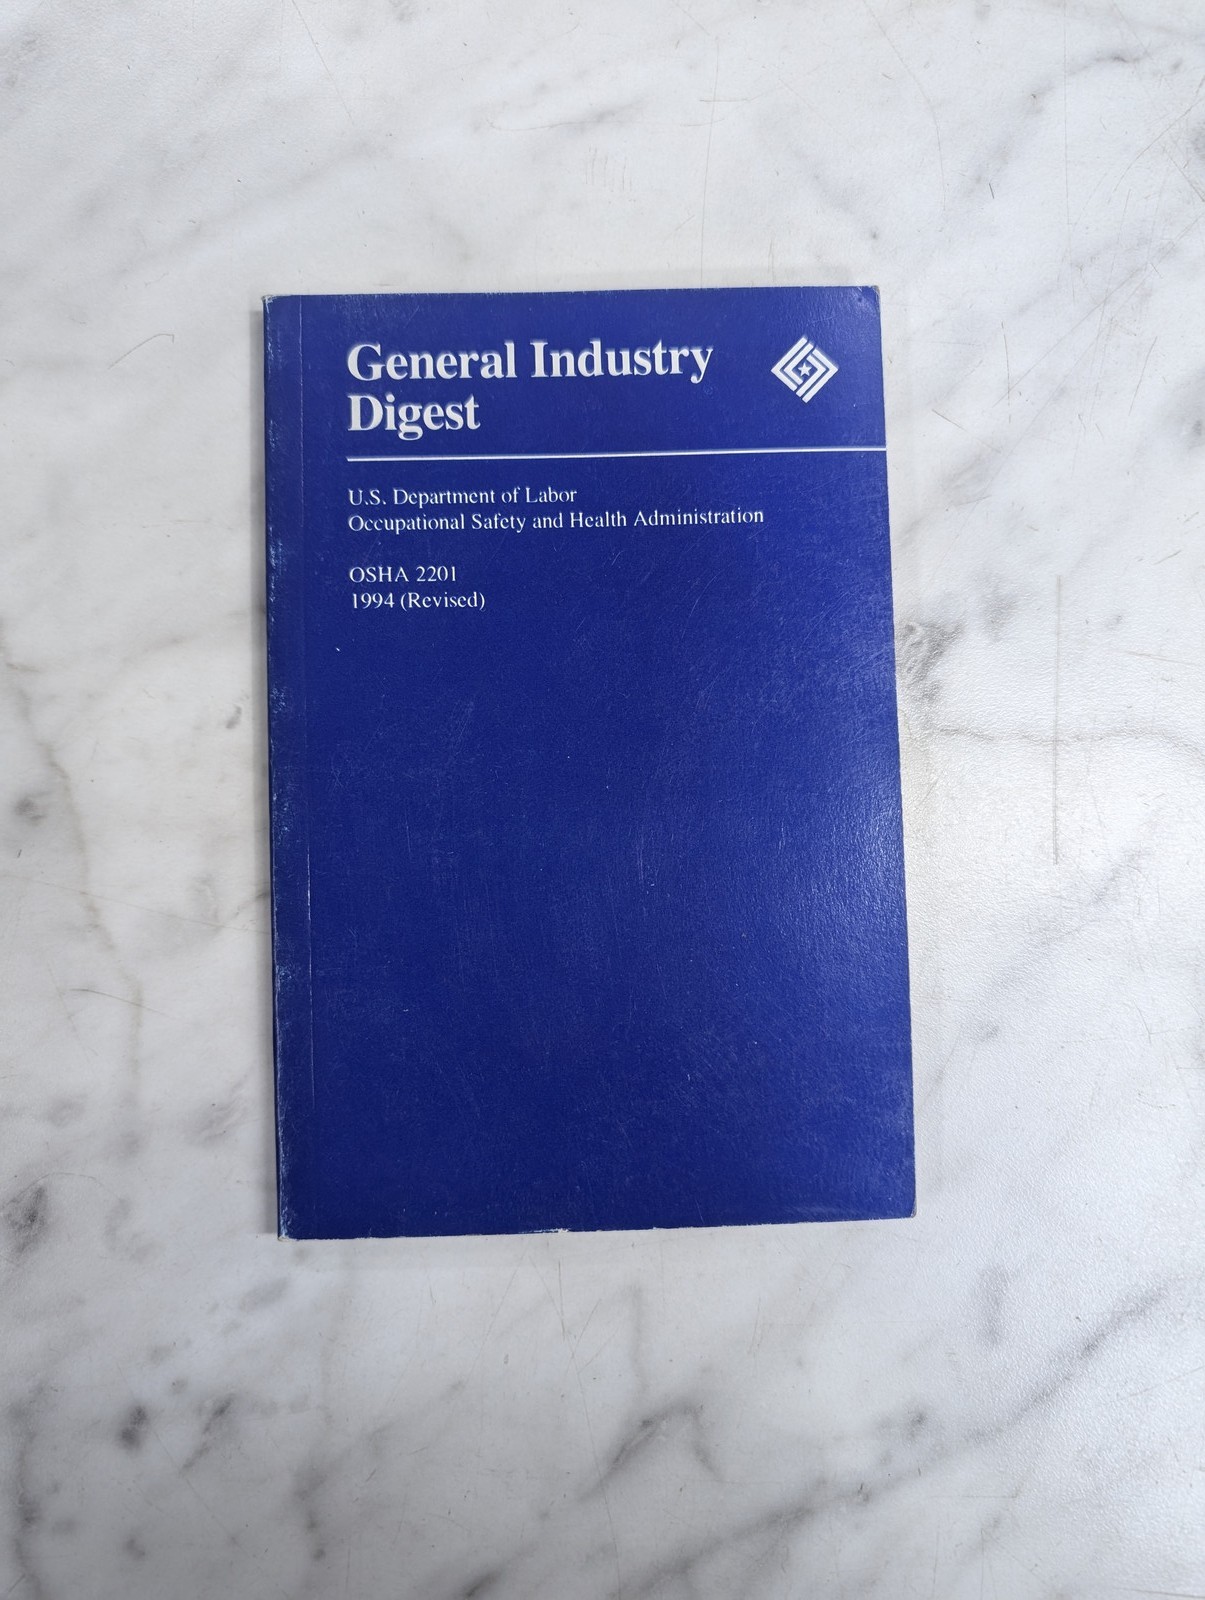 General Industry
Digest
U.S. Department of Labor
Occupational Safety and Health Administration
OSHA 2201
1994 (Revised)